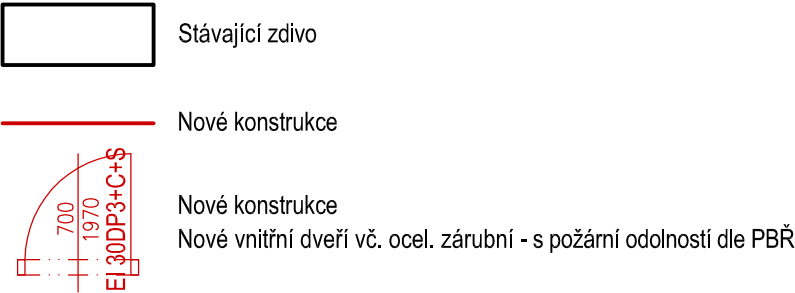 Stávající zdivo
Nové konstrukce
700
1970
EI 30DP3+C+S
Nové konstrukce
Nové vnitřní dveří vč. ocel. zárubní - s požární odolností dle PBŘ